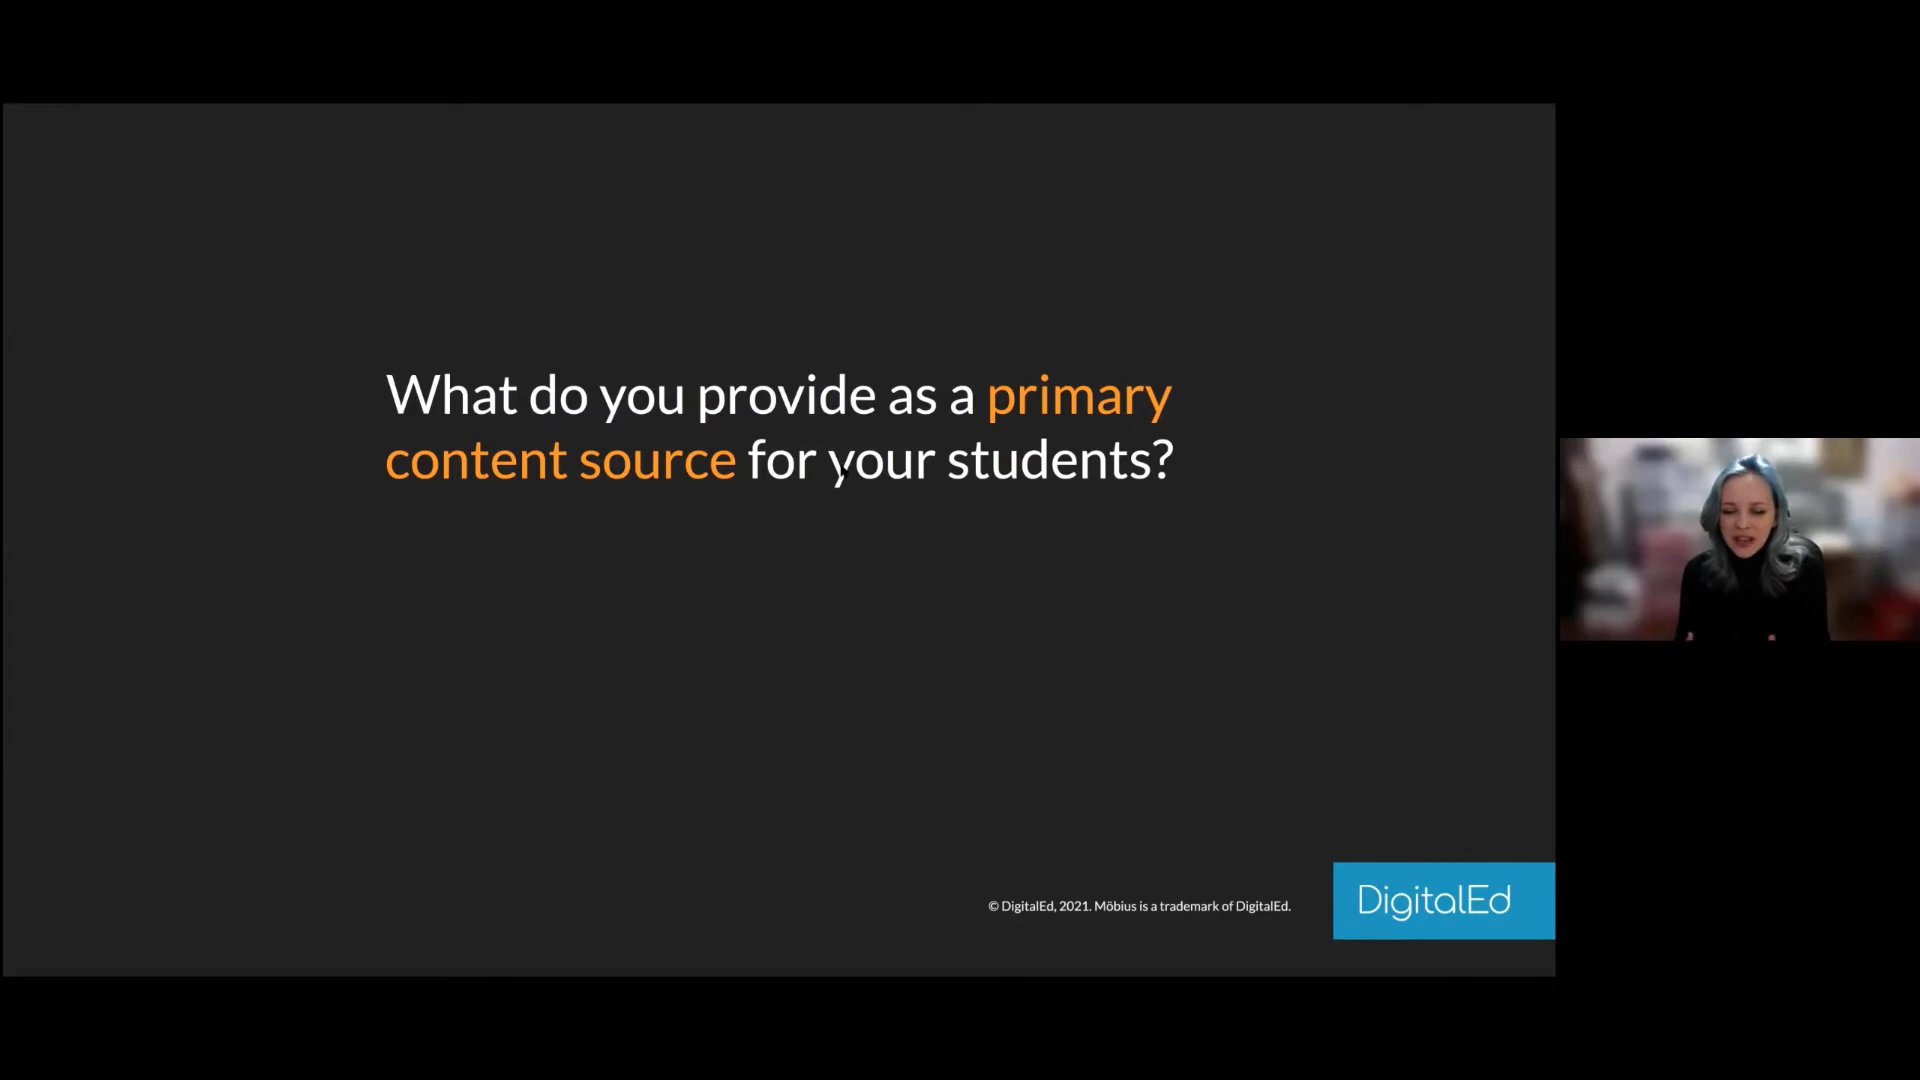 What do you provide as a primary
content source for your students?
© DigitalEd, 2021. Möbius is a trademark of DigitalEd.
DigitalEd